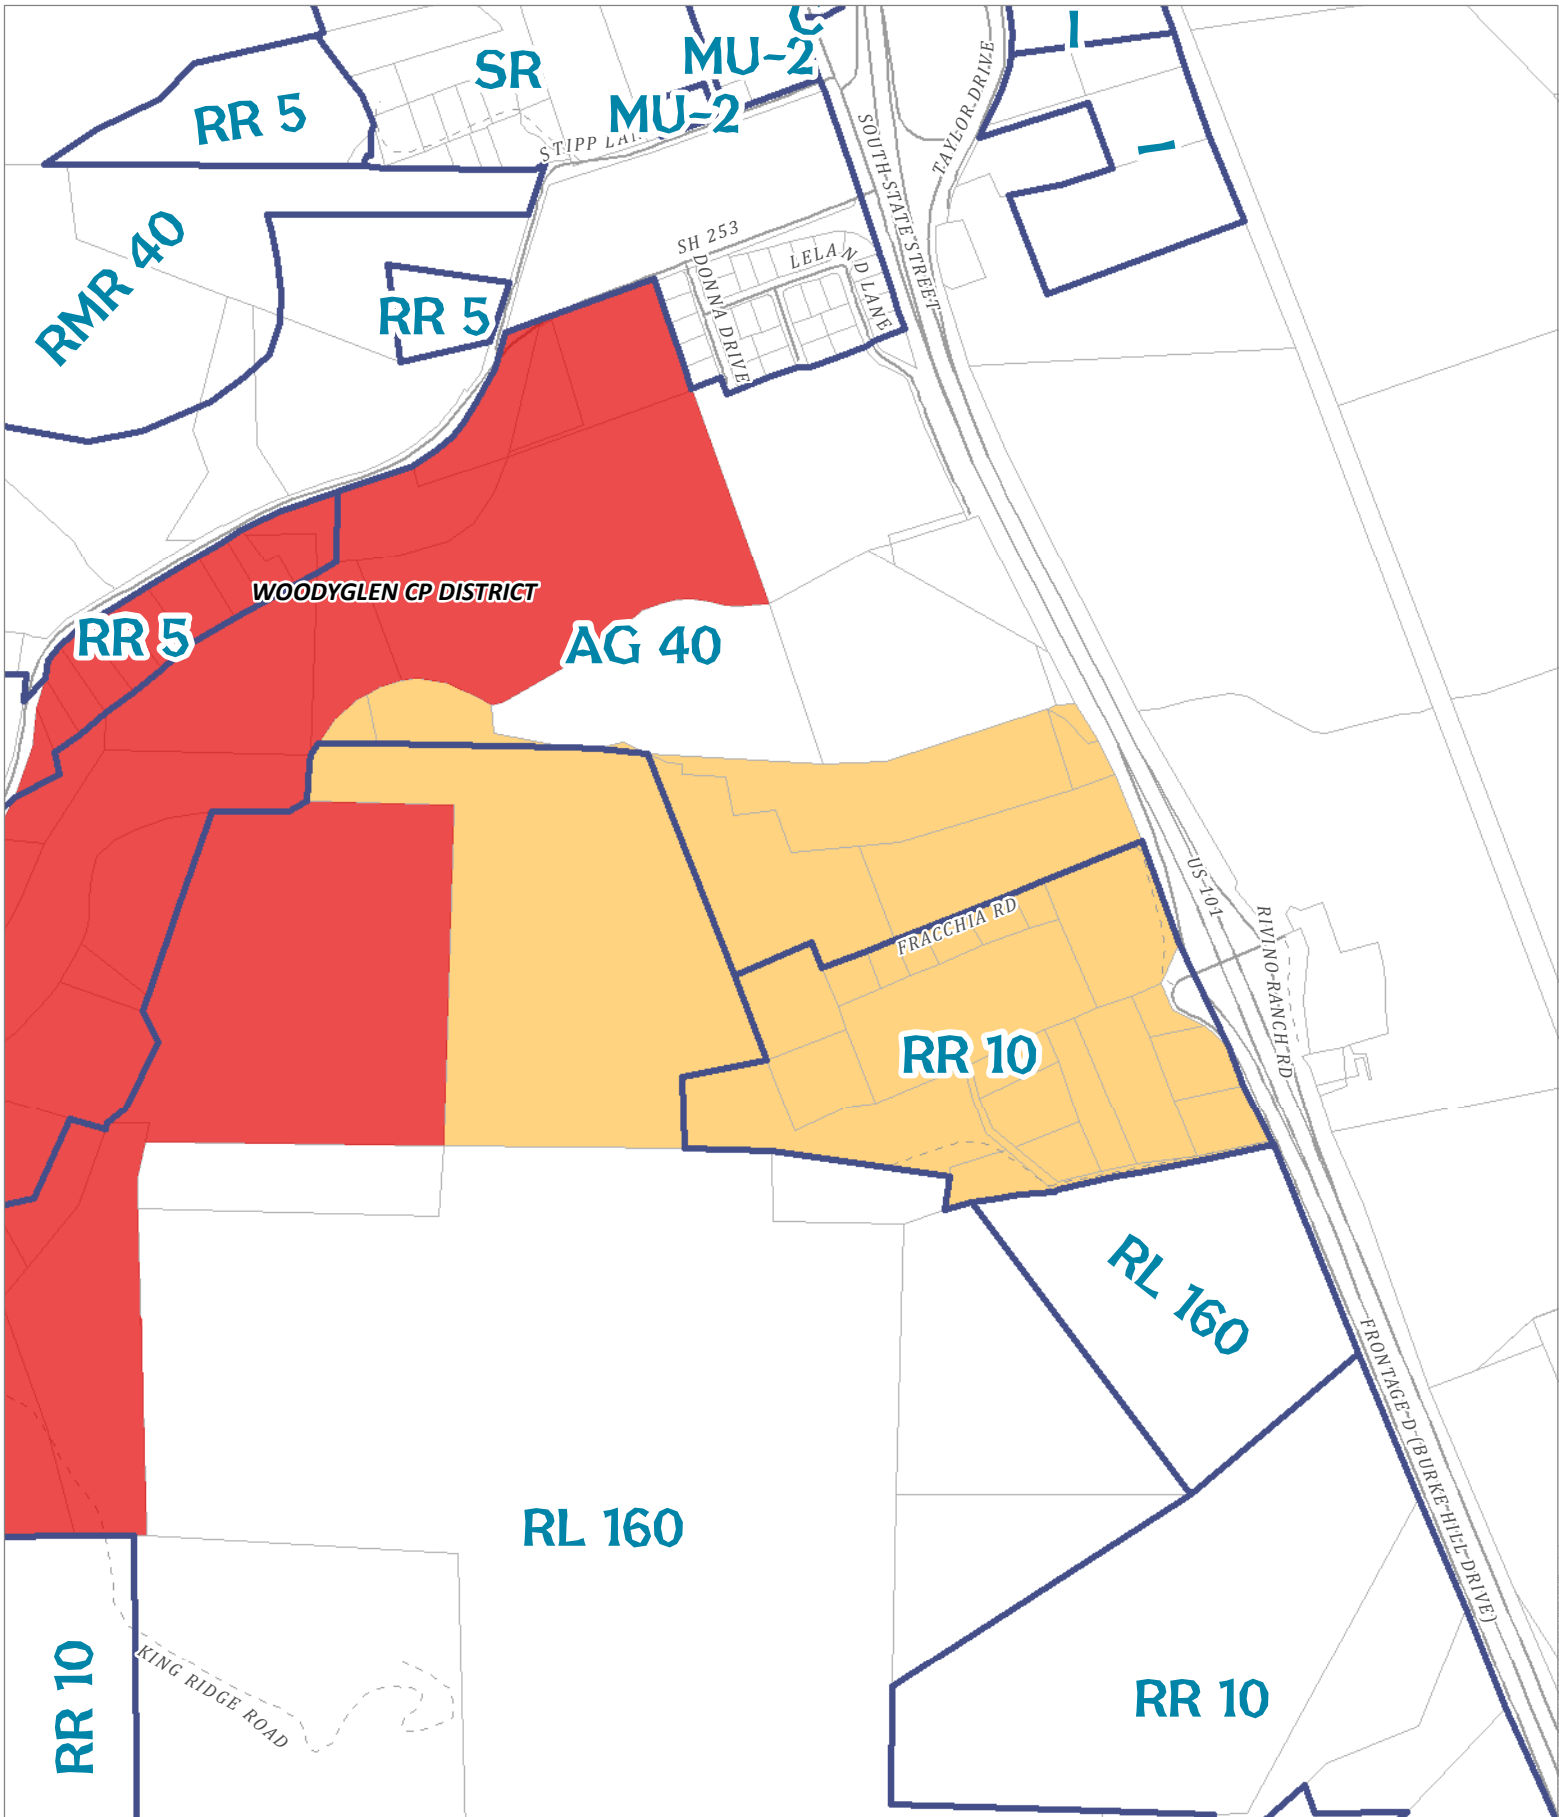 C
I
MU-2
SR
RR 5
MU-2
STIPP LAN
TAYLOR DRIVE
I
SOUTH STATE STREET
RMR 40
SH 253
LELAND LANE
DONNA DRIVE
RR 5
WOODYGLEN CP DISTRICT
RR 5
AG 40
US 101
FRACCHIA RD
RIVINO RANCH RD
RR 10
RL 160
FRONTAGE D (BURKE HILL DRIVE)
RL 160
KING RIDGE ROAD
RR 10
RR 10